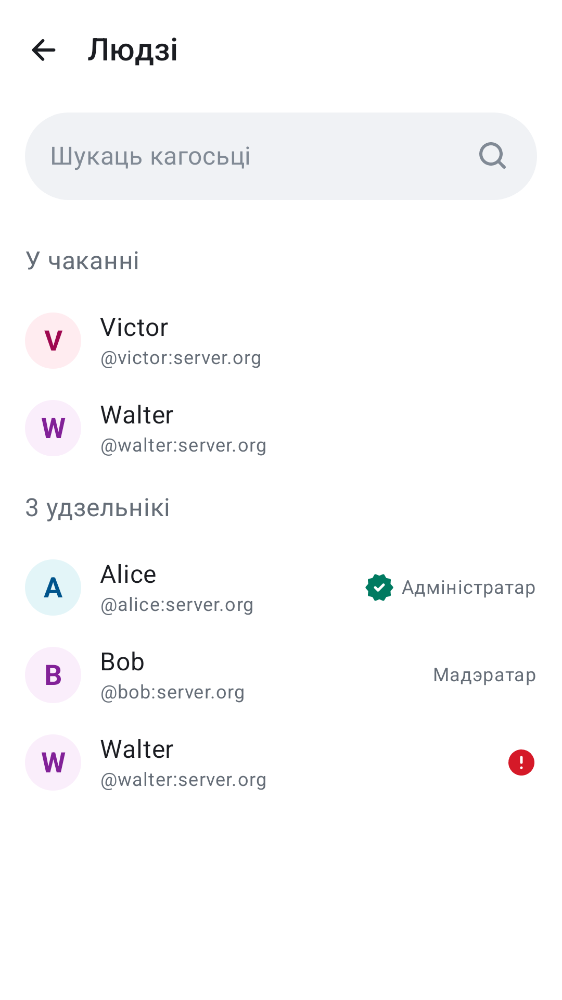 Людзі
Шукаць кагосьці
У чаканні
V
Victor
@victor:server.org
W
Walter
@walter:server.org
3 удзельнікі
A
Alice
@alice:server.org
Адміністратар
B
Bob
@bob:server.org
Мадэратар
W
Walter
@walter:server.org